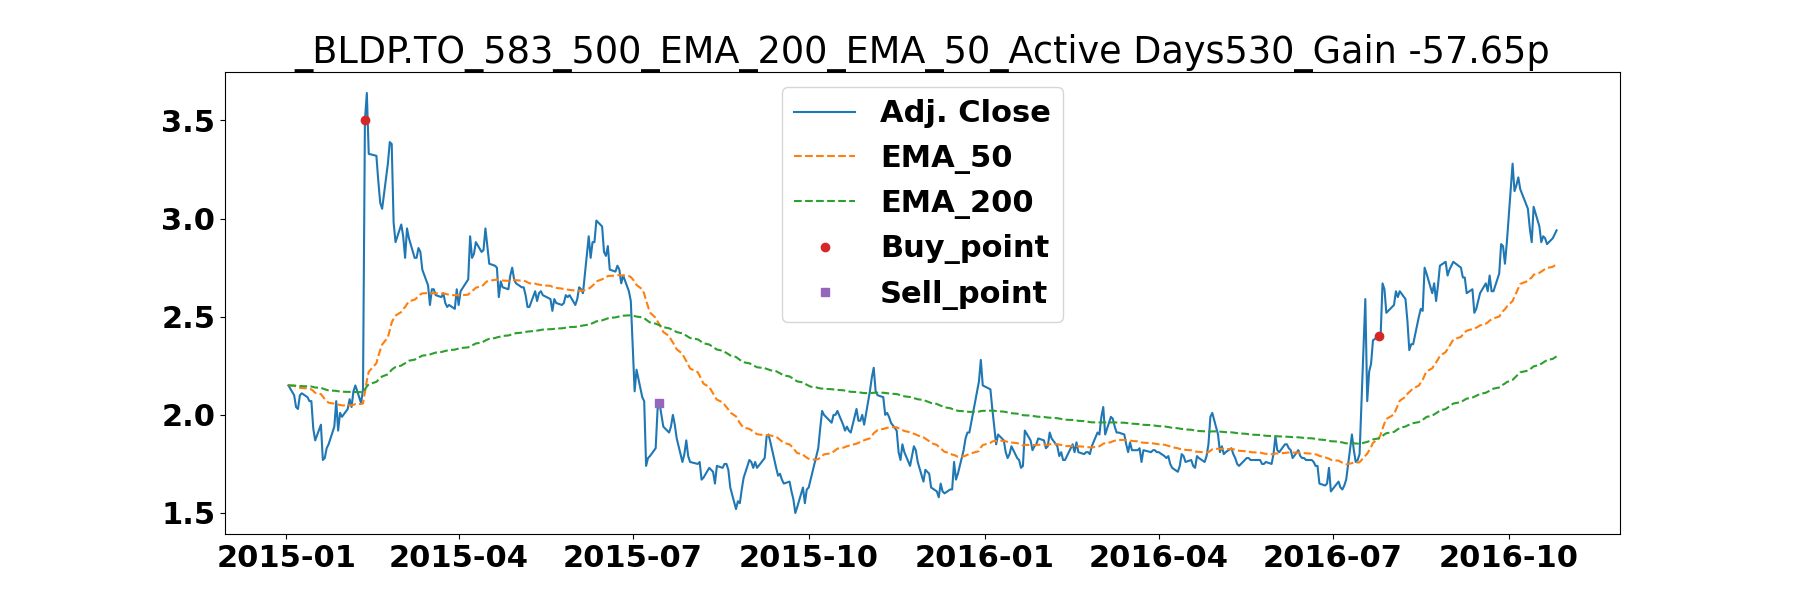 _BLDP.TO_583_500_EMA_200_EMA_50_Active Days530_Gain -57.65p
Adj. Close
EMA_50
EMA_200
Buy_point
Sell_point
3.5
3.0
2.5
2.0
1.5
2015-01 2015-04 2015-07 2015-10 2016-01 2016-04 2016-07 2016-10